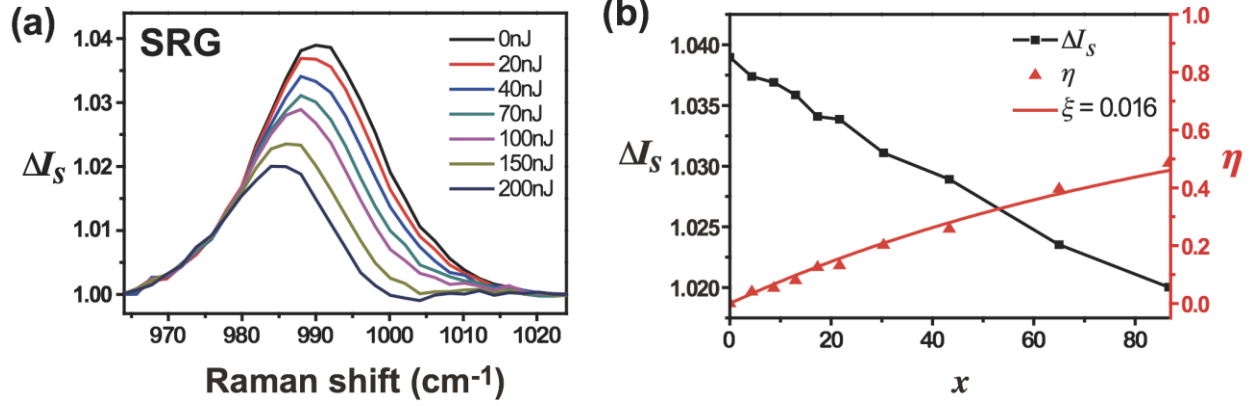 (a)
SRG
1.04
1.03
1.02
1.01
1.00
ΔIs
0nJ
20nJ
40nJ
70nJ
100nJ
150nJ
200nJ
970 980 990 1000 1010 1020
Raman shift (cm-1)
(b)
1.040
1.035
1.030
1.025
1.020
ΔIs
ΔIs
η
ξ = 0.016
1.0
0.8
0.6
0.4
0.2
0.0
η
0 20 40 60 80
x